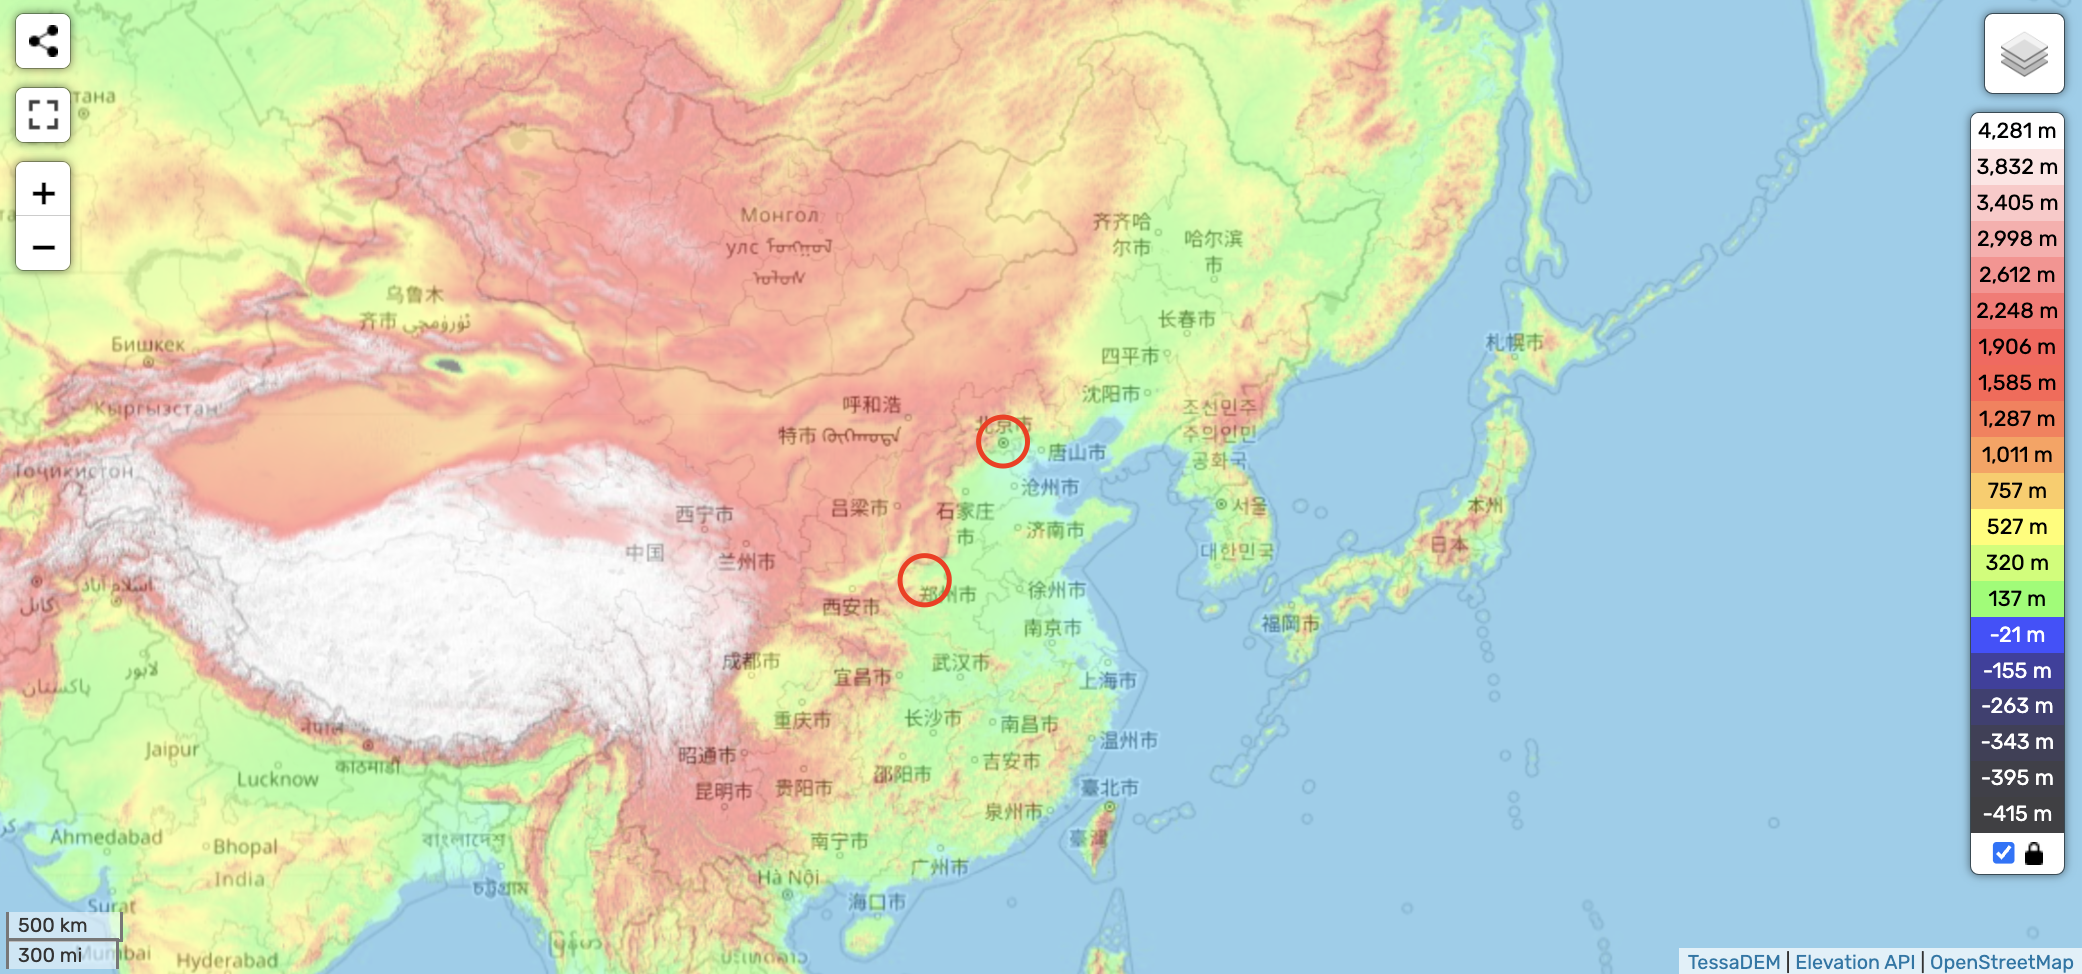 тана
Монгол
улс ᠮᠣᠩᠭᠣᠯ
ᠤᠯᠤᠰ
齐齐哈
尔市
哈尔滨
市
乌鲁木
齐市 ئۈرۈمچى
长春市
Бишкек
四平市
札幌市
沈阳市
呼和浩
特市
조선민주
주의인민
공화국
Кыргызстан
北京市
唐山市
Тоҷикистон
沧州市
西宁市
吕梁市
石家庄
市
서울
本州
济南市
中国
兰州市
대한민국
日本
اسلام آباد
کابل
郑州市
徐州市
西安市
福冈市
南京市
لاہور
成都市
武汉市
宜昌市
上海市
پاکستان
重庆市
长沙市
南昌市
नेपाल
温州市
Jaipur
昭通市
吉安市
काठमाडौँ
Lucknow
邵阳市
昆明市
贵阳市
臺北市
泉州市
Ahmedabad
Bhopal
বাংলাদেশ
南宁市
臺灣
广州市
India
Hà Nội
চট্টগ্রাম
海口市
Surat
Mumbai
Hyderabad
+
−
4,281 m
3,832 m
3,405 m
2,998 m
2,612 m
2,248 m
1,906 m
1,585 m
1,287 m
1,011 m
757 m
527 m
320 m
137 m
-21 m
-155 m
-263 m
-343 m
-395 m
-415 m
500 km
300 mi
TessaDEM | Elevation API | OpenStreetMap